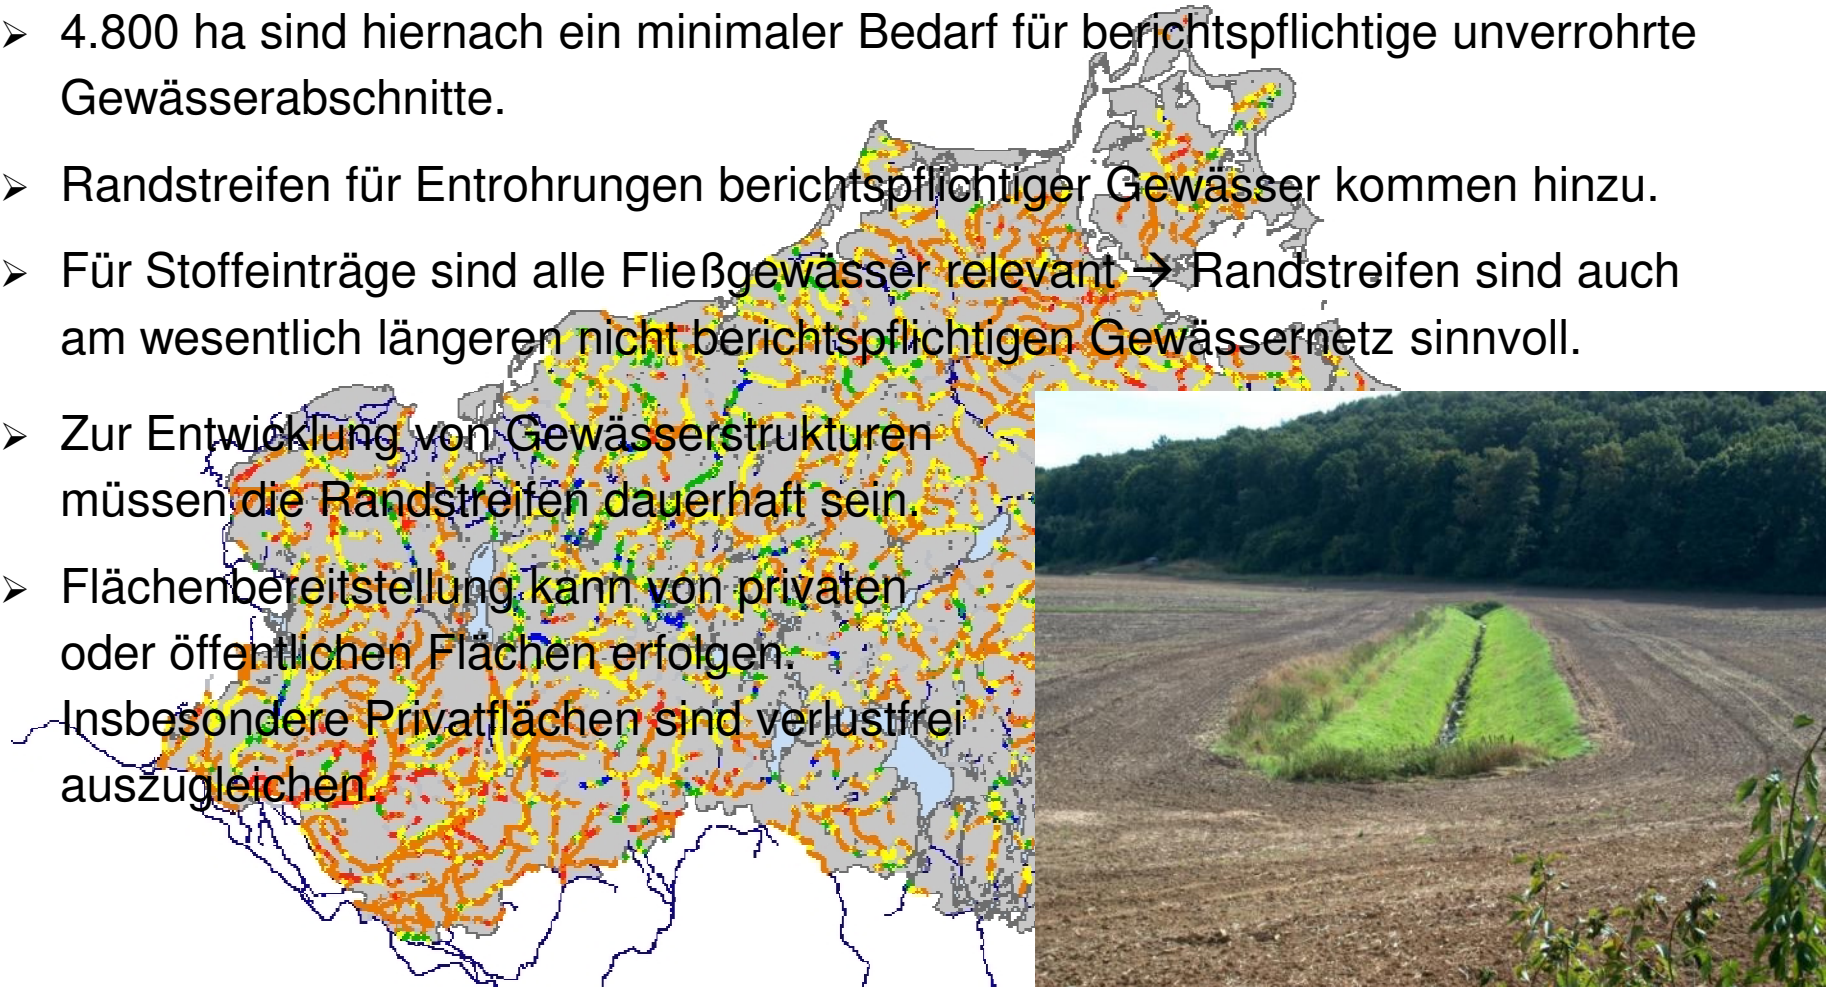 ➢ 4.800 ha sind hiernach ein minimaler Bedarf für berichtspflichtige unverrohrte
Gewässerabschnitte.
➢ Randstreifen für Entrohrungen berichtspflichtiger Gewässer kommen hinzu.
➢ Für Stoffeinträge sind alle Fließgewässer relevant → Randstreifen sind auch
am wesentlich längeren nicht berichtspflichtigen Gewässernetz sinnvoll.
➢ Zur Entwicklung von Gewässerstrukturen
müssen die Randstreifen dauerhaft sein.
➢ Flächenbereitstellung kann von privaten
oder öffentlichen Flächen erfolgen.
Insbesondere Privatflächen sind verlustfrei
auszugleichen.